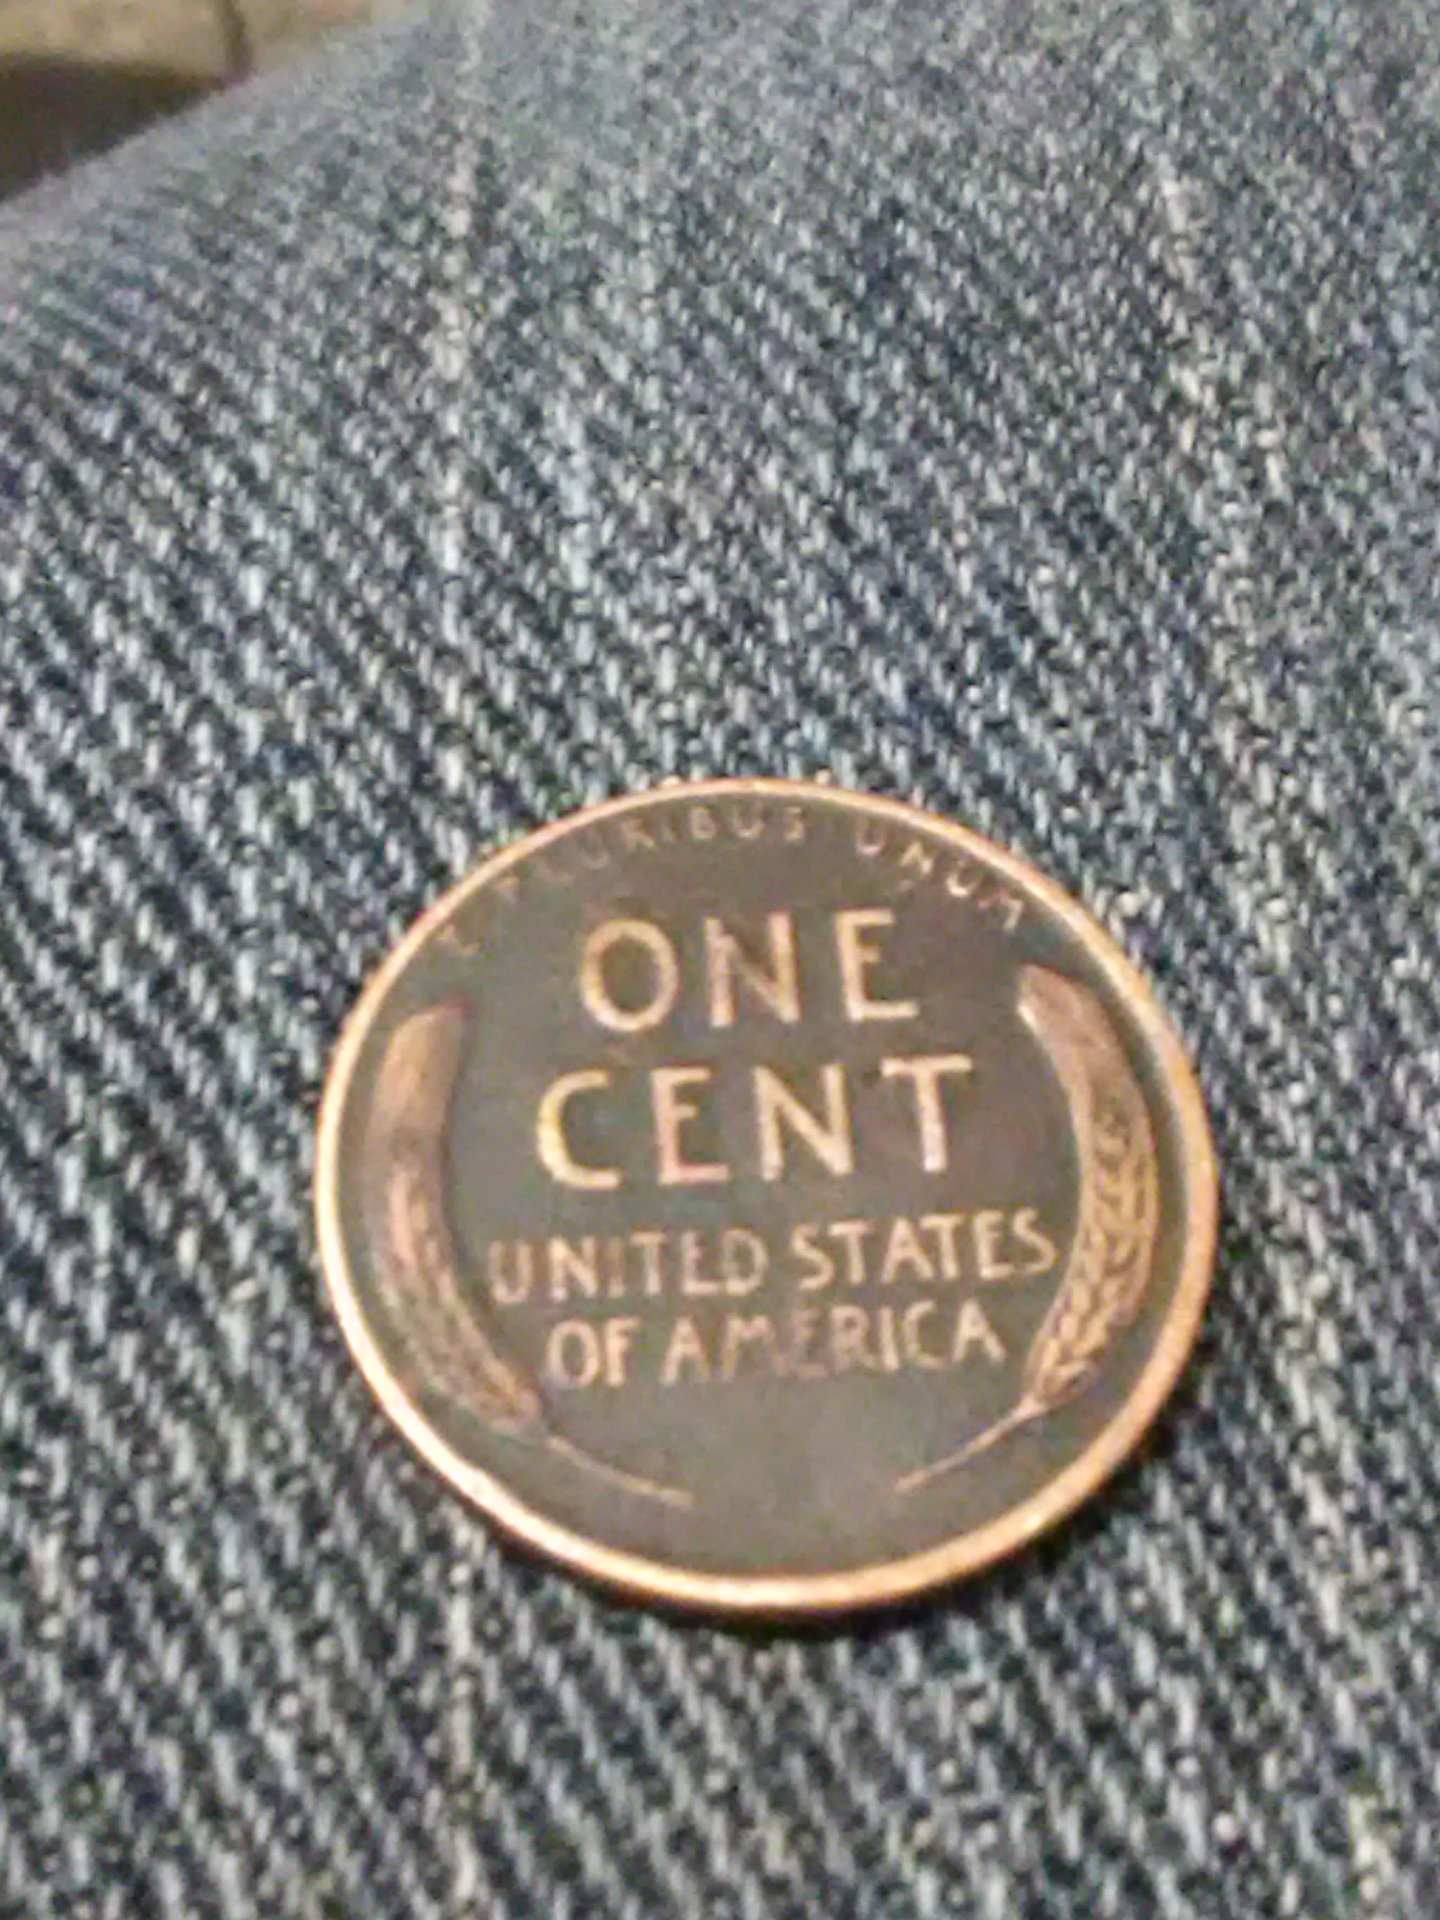 E PLURIBUS UNUM
ONE
CENT
UNITED STATES
OF AMERICA